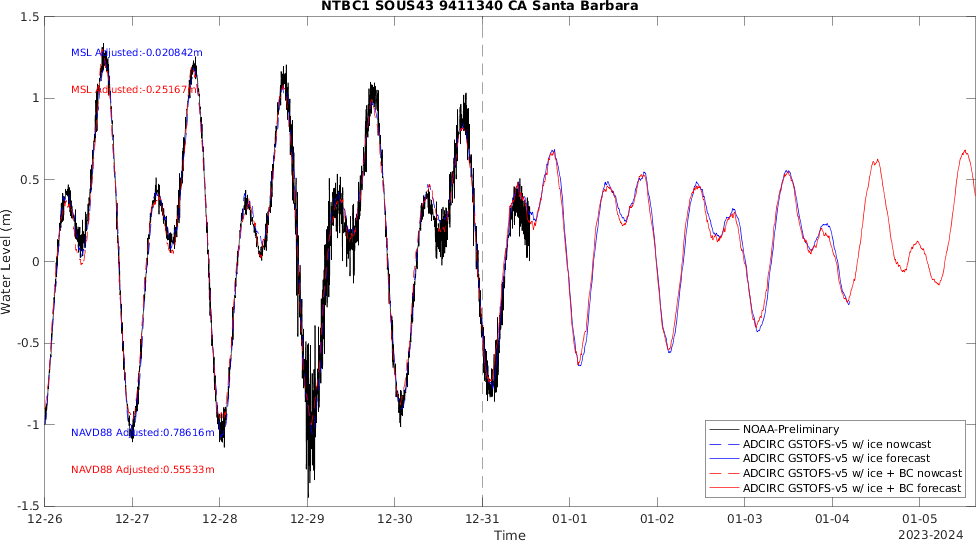 NTBC1 SOUS43 9411340 CA Santa Barbara
1.5
1
0.5
0
-0.5
-1
-1.5
Water Level (m)
MSL Adjusted:-0.020842m
MSL Adjusted:-0.25167m
NAVD88 Adjusted:0.78616m
NAVD88 Adjusted:0.55533m
NOAA-Preliminary
ADCIRC GSTOFS-v5 w/ ice nowcast
ADCIRC GSTOFS-v5 w/ ice forecast
ADCIRC GSTOFS-v5 w/ ice + BC nowcast
ADCIRC GSTOFS-v5 w/ ice + BC forecast
12-26 12-27 12-28 12-29 12-30 12-31 01-01 01-02 01-03 01-04 01-05
Time
2023-2024